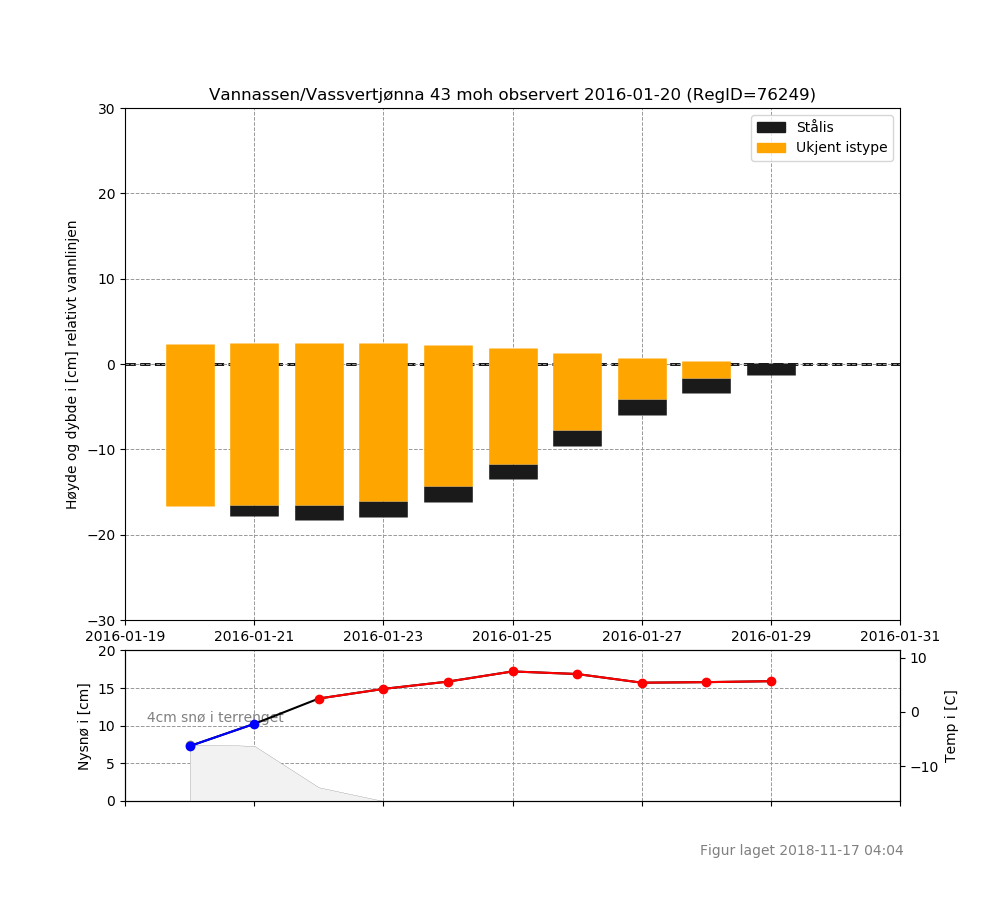 Vannassen/Vassvertjønna 43 moh observert 2016-01-20 (RegID=76249)
30
20
10
0
−10
−20
−30
Høyde og dybde i [cm] relativt vannlinjen
Stålis
Ukjent istype
2016-01-19 2016-01-21 2016-01-23 2016-01-25 2016-01-27 2016-01-29 2016-01-31
20
15
10
5
0
Nysnø i [cm]
4cm snø i terrenget
10
0
−10
Temp i [C]
Figur laget 2018-11-17 04:04